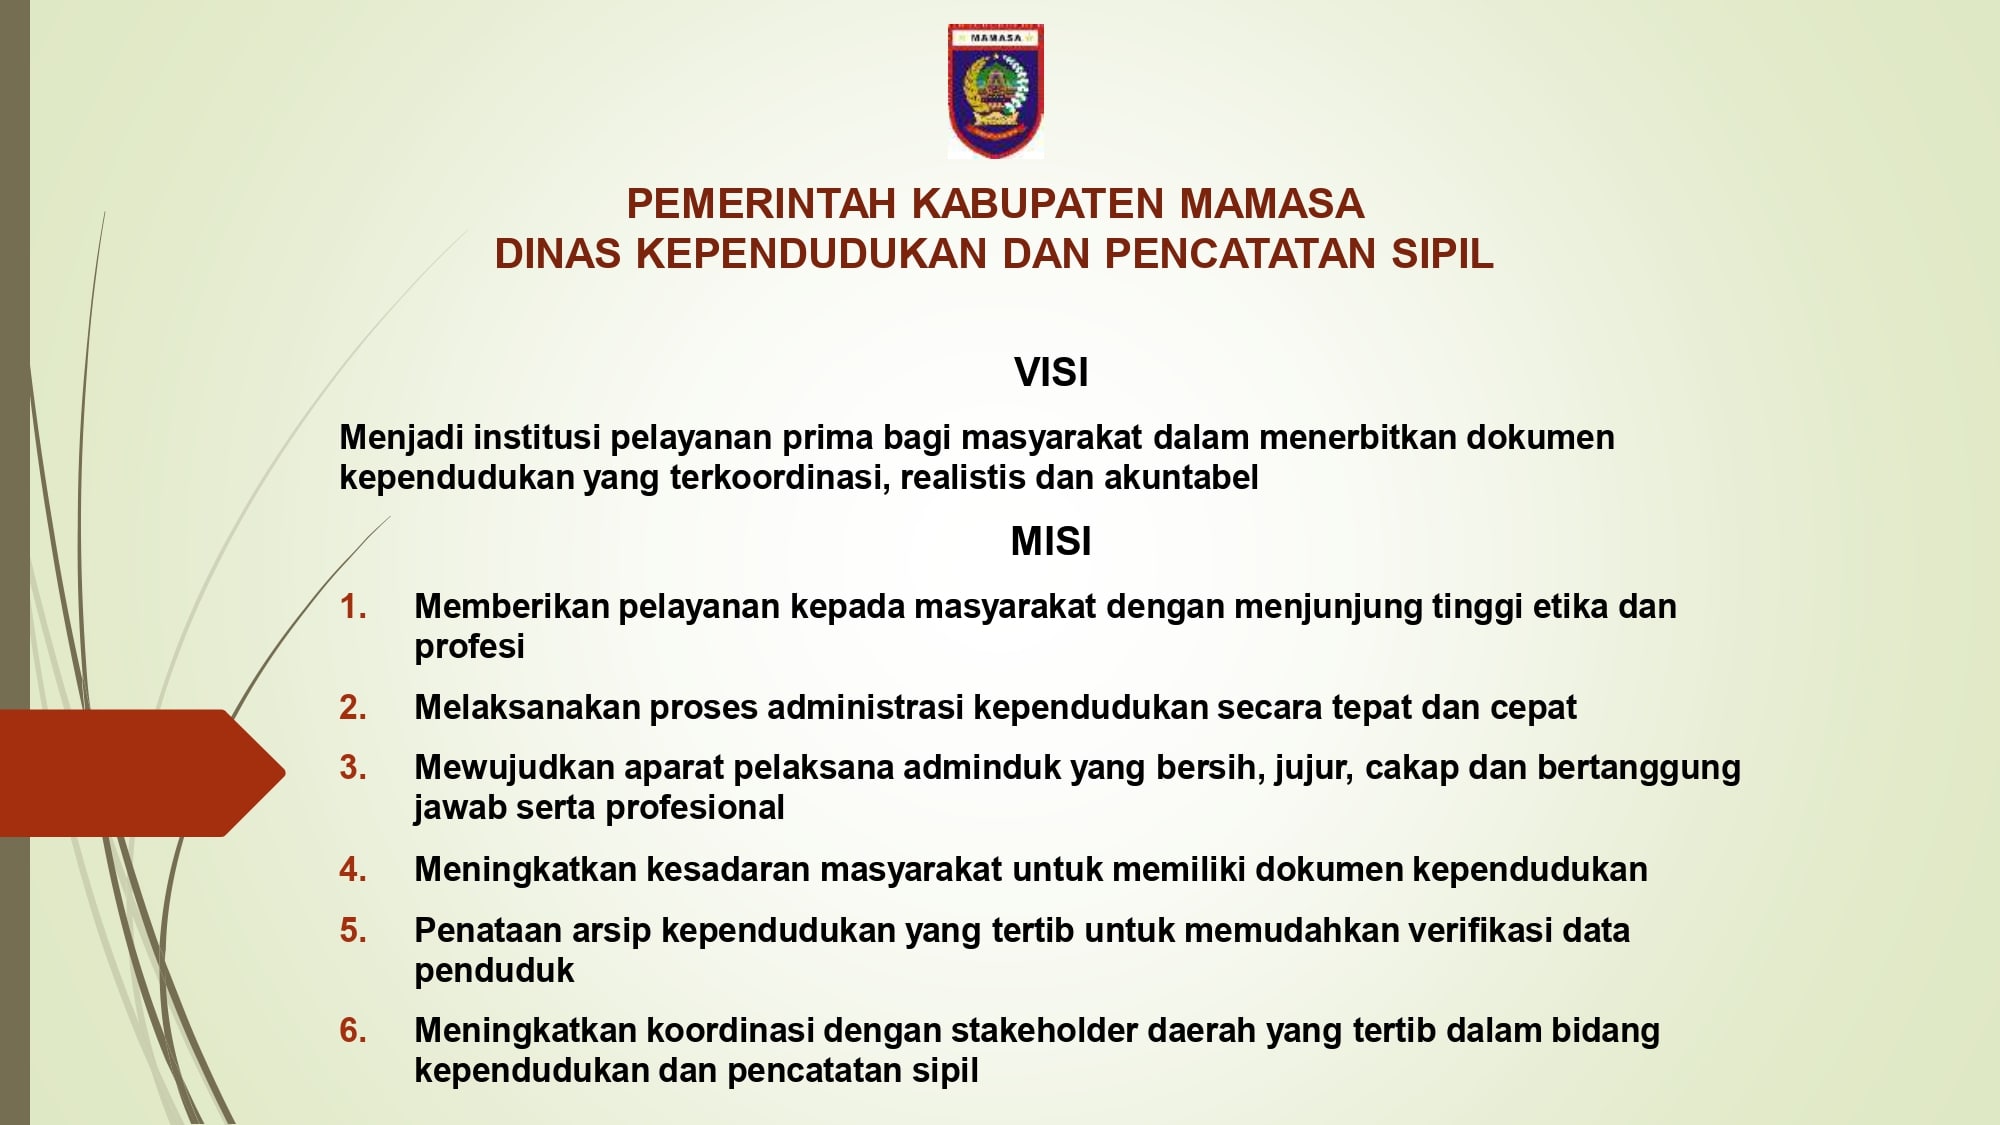 MAMASA
PEMERINTAH KABUPATEN MAMASA
DINAS KEPENDUDUKAN DAN PENCATATAN SIPIL
VISI
Menjadi institusi pelayanan prima bagi masyarakat dalam menerbitkan dokumen
kependudukan yang terkoordinasi, realistis dan akuntabel
MISI
1. Memberikan pelayanan kepada masyarakat dengan menjunjung tinggi etika dan
profesi
2. Melaksanakan proses administrasi kependudukan secara tepat dan cepat
3. Mewujudkan aparat pelaksana adminduk yang bersih, jujur, cakap dan bertanggung
jawab serta profesional
4. Meningkatkan kesadaran masyarakat untuk memiliki dokumen kependudukan
5. Penataan arsip kependudukan yang tertib untuk memudahkan verifikasi data
penduduk
6. Meningkatkan koordinasi dengan stakeholder daerah yang tertib dalam bidang
kependudukan dan pencatatan sipil